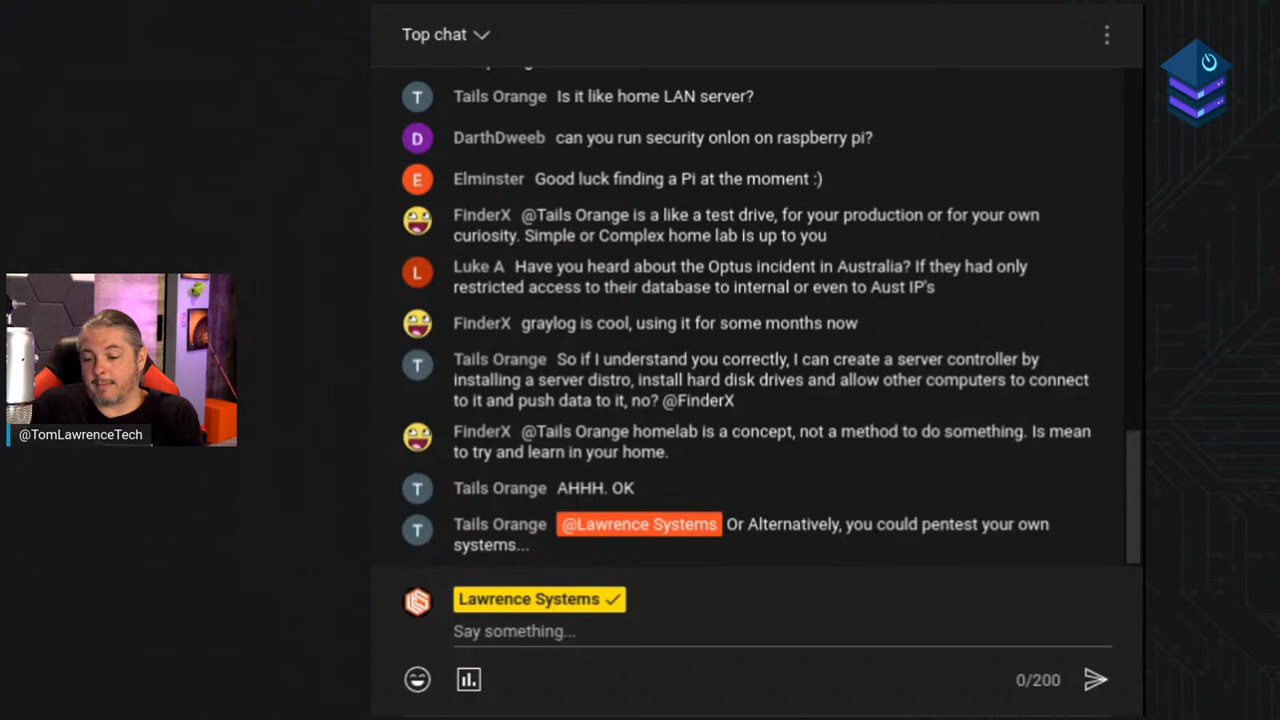 Top chat
T Tails Orange Is it like home LAN server?
D DarthDweeb can you run security onlon on raspberry pi?
E Elminster Good luck finding a Pi at the moment :)
FinderX @Tails Orange is a like a test drive, for your production or for your own
curiosity. Simple or Complex home lab is up to you
L Luke A Have you heard about the Optus incident in Australia? If they had only
restricted access to their database to internal or even to Aust IP's
FinderX graylog is cool, using it for some months now
T Tails Orange So if I understand you correctly, I can create a server controller by
installing a server distro, install hard disk drives and allow other computers to connect
to it and push data to it, no? @FinderX
FinderX @Tails Orange homelab is a concept, not a method to do something. Is mean
to try and learn in your home.
T Tails Orange AHHH. OK
T Tails Orange @Lawrence Systems Or Alternatively, you could pentest your own
systems...
Lawrence Systems
Say something...
0/200
@TomLawrenceTech